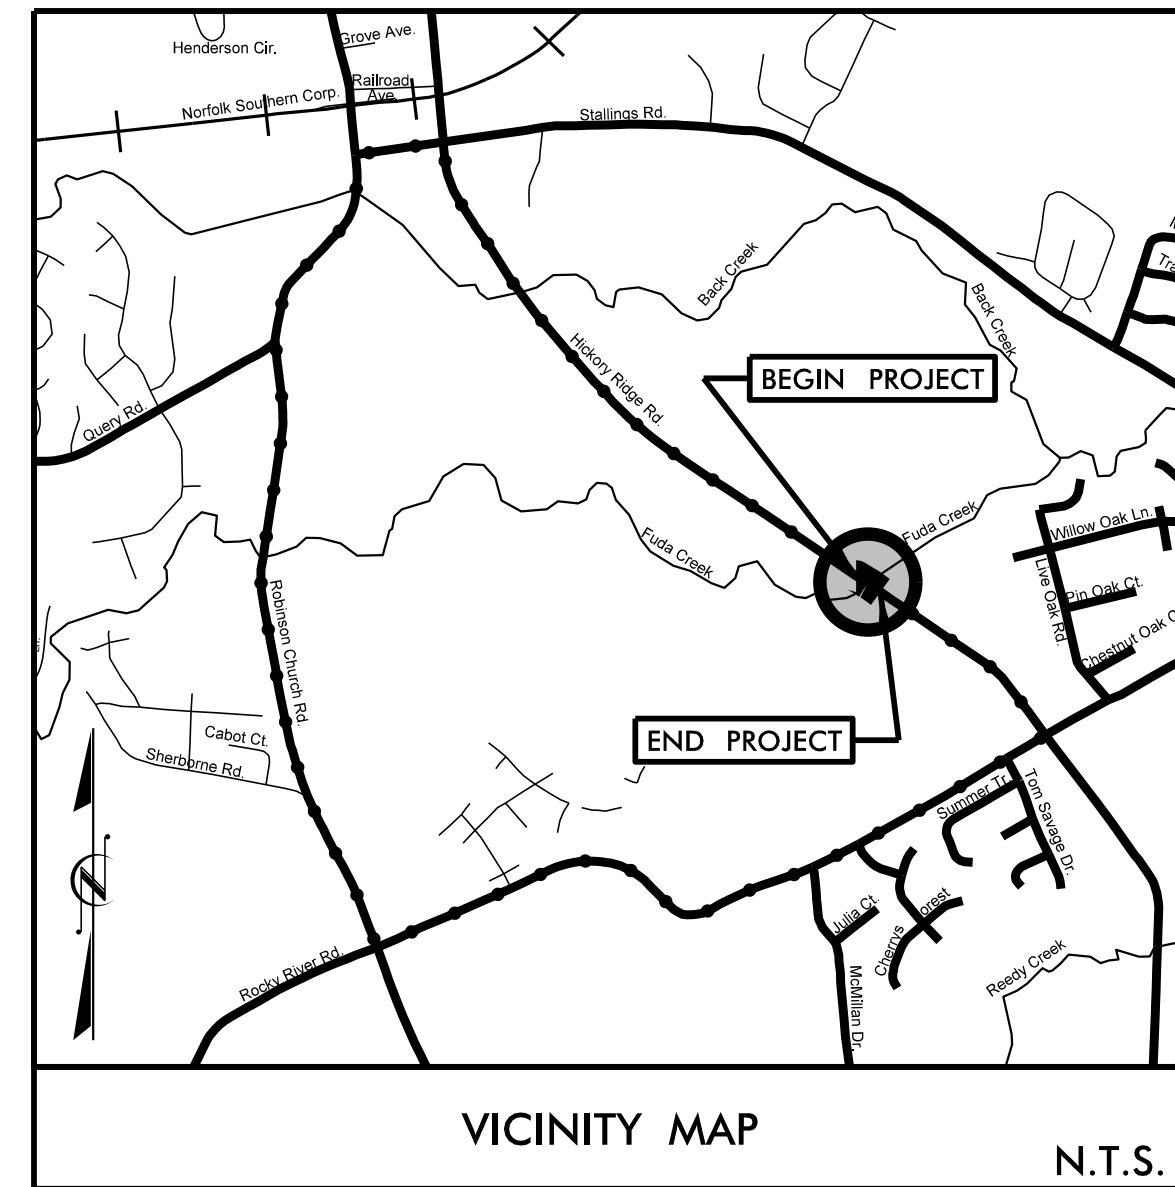 Henderson Cir.
Grove Ave.
Railroad
Ave.
Norfolk Southern Corp.
Stallings Rd.
Back Creek
Back Creek
Hickory Ridge Rd.
BEGIN PROJECT
Query Rd.
Fuda Creek
Fuda Creek
Willow Oak Ln.
Live Oak Rd.
Pin Oak Ct.
Chestnut Oak
Robinson Church Rd.
Cabot Ct.
Sherborne Rd.
END PROJECT
Summer Tr.
Tom Savage Dr.
Julia Ct.
Cherrys
orest
McMillan Dr.
Reedy Creek
Rocky River Rd.
N
VICINITY MAP
N.T.S.